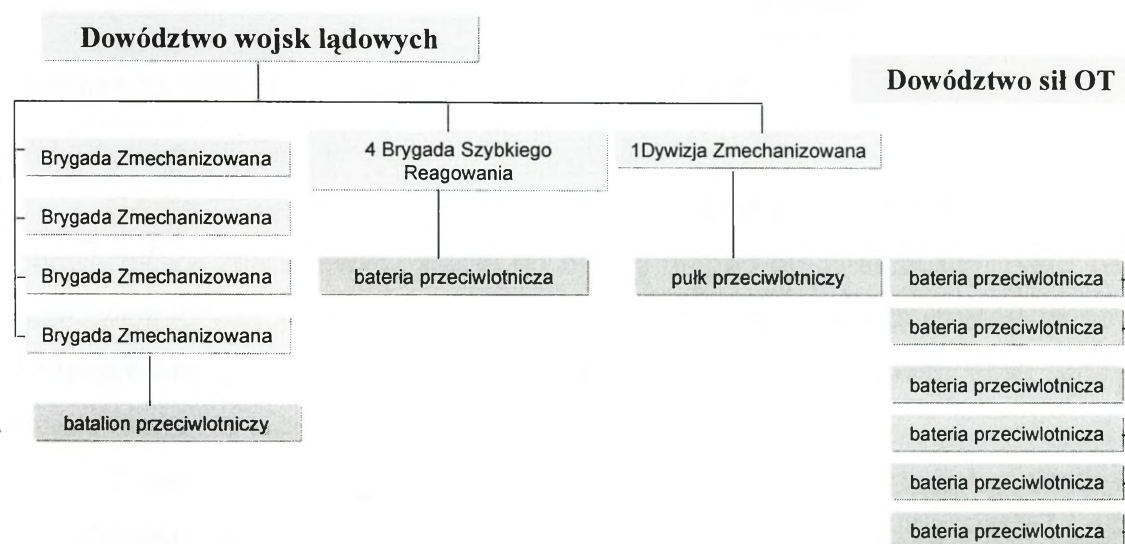 Dowództwo wojsk lądowych
Dowództwo sił OT
Brygada Zmechanizowana
Brygada Zmechanizowana
Brygada Zmechanizowana
Brygada Zmechanizowana
batalion przeciwlotniczy
4 Brygada Szybkiego
Reagowania
bateria przeciwlotnicza
1Dywizja Zmechanizowana
pułk przeciwlotniczy
bateria przeciwlotnicza
bateria przeciwlotnicza
bateria przeciwlotnicza
bateria przeciwlotnicza
bateria przeciwlotnicza
bateria przeciwlotnicza